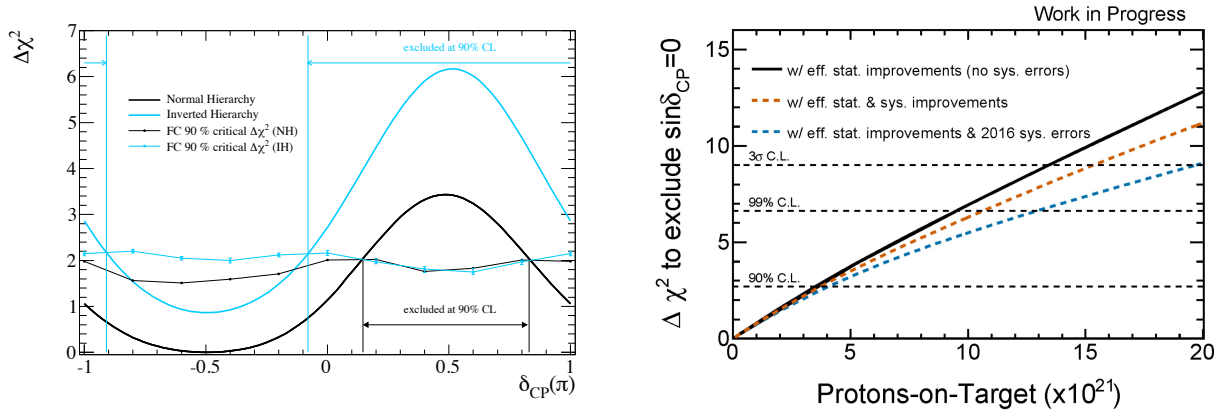 Δχ²
7
6
5
4
3
2
1
0
-1
-0.5
0
0.5
1
δCP(π)
excluded at 90% CL
Normal Hierarchy
Inverted Hierarchy
FC 90 % critical Δχ² (NH)
FC 90 % critical Δχ² (IH)
excluded at 90% CL
Work in Progress
Δ χ² to exclude sinδCP=0
15
10
5
0
w/ eff. stat. improvements (no sys. errors)
w/ eff. stat. & sys. improvements
w/ eff. stat. improvements & 2016 sys. errors
3σ C.L.
99% C.L.
90% C.L.
0
5
10
15
20
Protons-on-Target (x10²¹)